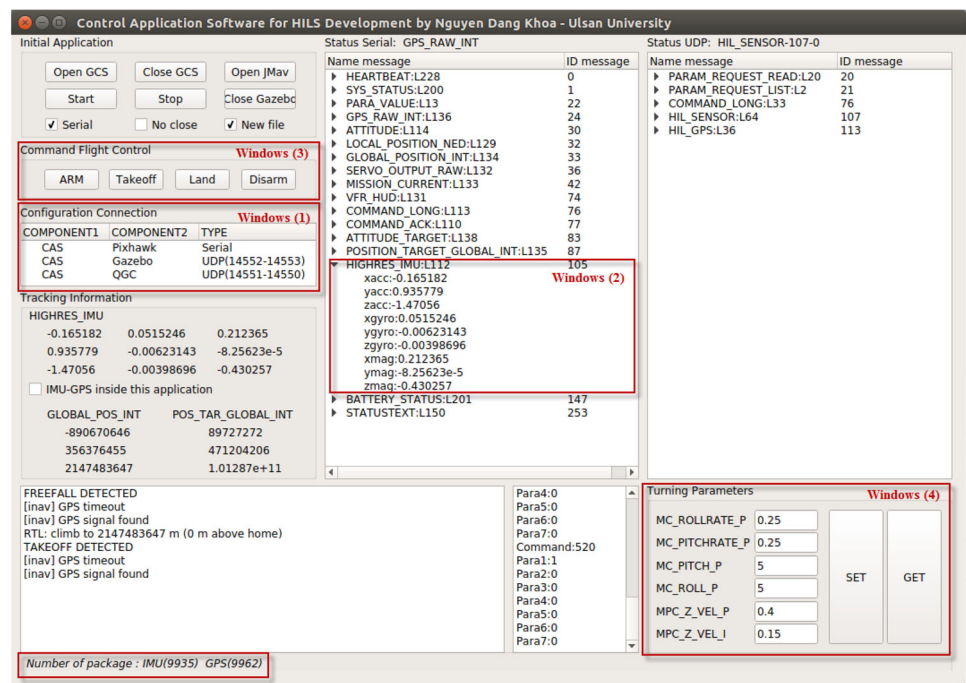 Control Application Software for HILS Development by Nguyen Dang Khoa - Ulsan University
Initial Application
Open GCS Close GCS Open JMav
Start Stop Close Gazebo
Serial No close New file
Command Flight Control Windows (3)
ARM Takeoff Land Disarm
Configuration Connection Windows (1)
COMPONENT1 COMPONENT2 TYPE
CAS Pixhawk Serial
CAS Gazebo UDP(14552-14553)
CAS QGC UDP(14551-14550)
Tracking Information
HIGHRES_IMU
-0.165182 0.0515246 0.212365
0.935779 -0.00623143 -8.25623e-5
-1.47056 -0.00398696 -0.430257
IMU-GPS inside this application
GLOBAL_POS_INT POS_TAR_GLOBAL_INT
-890670646 89727272
356376455 471204206
2147483647 1.01287e+11
Status Serial: GPS_RAW_INT
Name message ID message
HEARTBEAT:L228 0
SYS_STATUS:L200 1
PARA_VALUE:L13 22
GPS_RAW_INT:L136 24
ATTITUDE:L114 30
LOCAL_POSITION_NED:L129 32
GLOBAL_POSITION_INT:L134 33
SERVO_OUTPUT_RAW:L132 36
MISSION_CURRENT:L133 42
VFR_HUD:L131 74
COMMAND_LONG:L113 76
COMMAND_ACK:L110 77
ATTITUDE_TARGET:L138 83
POSITION_TARGET_GLOBAL_INT:L135 87
HIGHRES_IMU:L112 105
xacc:-0.165182 Windows (2)
yacc:0.935779
zacc:-1.47056
xgyro:0.0515246
ygyro:-0.00623143
zgyro:-0.00398696
xmag:0.212365
ymag:-8.25623e-5
zmag:-0.430257
BATTERY_STATUS:L201 147
STATUSTEXT:L150 253
Status UDP: HIL_SENSOR-107-0
Name message ID message
PARAM_REQUEST_READ:L20 20
PARAM_REQUEST_LIST:L2 21
COMMAND_LONG:L33 76
HIL_SENSOR:L64 107
HIL_GPS:L36 113
FREEFALL DETECTED
[inav] GPS timeout
[inav] GPS signal found
RTL: climb to 2147483647 m (0 m above home)
TAKEOFF DETECTED
[inav] GPS timeout
[inav] GPS signal found
Para4:0
Para5:0
Para6:0
Para7:0
Command:520
Para1:1
Para2:0
Para3:0
Para4:0
Para5:0
Para6:0
Para7:0
Turning Parameters Windows (4)
MC_ROLLRATE_P 0.25
MC_PITCHRATE_P 0.25
MC_PITCH_P 5
MC_ROLL_P 5
MPC_Z_VEL_P 0.4
MPC_Z_VEL_I 0.15
SET GET
Number of package : IMU(9935) GPS(9962)